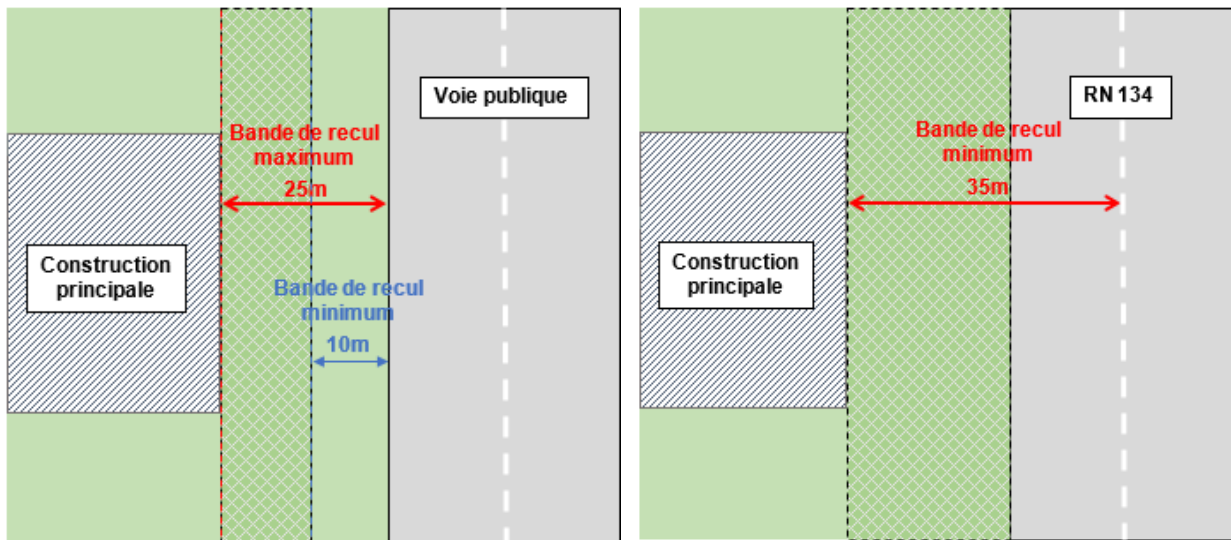 Voie publique
Bande de recul
maximum
25m
Construction
principale
Bande de recul
minimum
10m
RN 134
Bande de recul
minimum
35m
Construction
principale